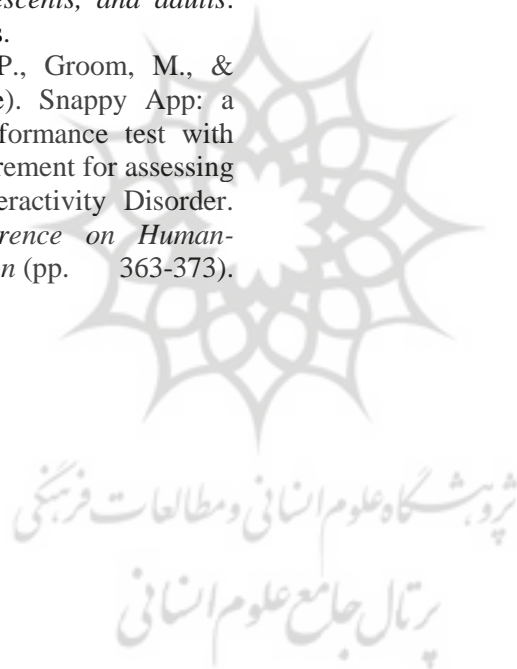 escents, and adults.
s.
P., Groom, M., &
e). Snappy App: a
formance test with
rement for assessing
eractivity Disorder.
rence on Human-
n (pp. 363-373).
پژوهشگاه علوم انسانی و مطالعات فرهنگی
پرتال جامع علوم انسانی